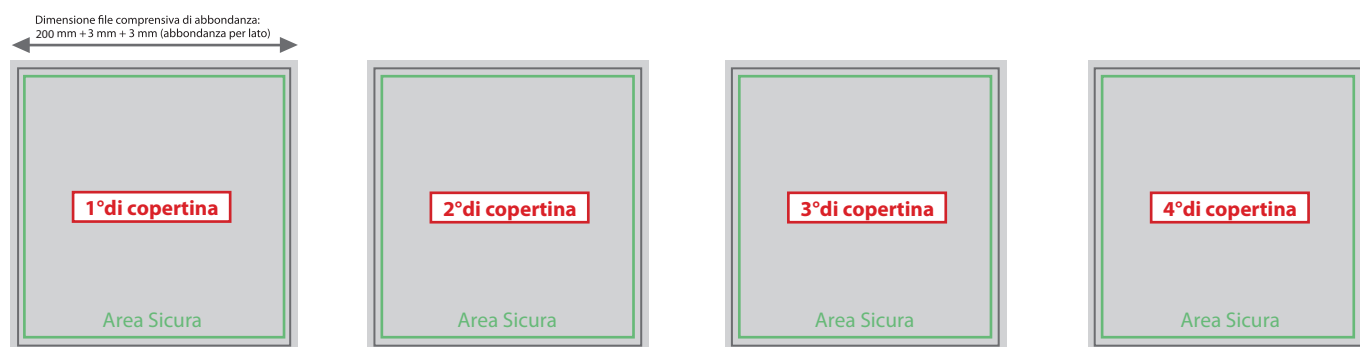 Dimensione file comprensiva di abbondanza:
200 mm + 3 mm + 3 mm (abbondanza per lato)
1°di copertina
2°di copertina
3°di copertina
4°di copertina
Area Sicura
Area Sicura
Area Sicura
Area Sicura